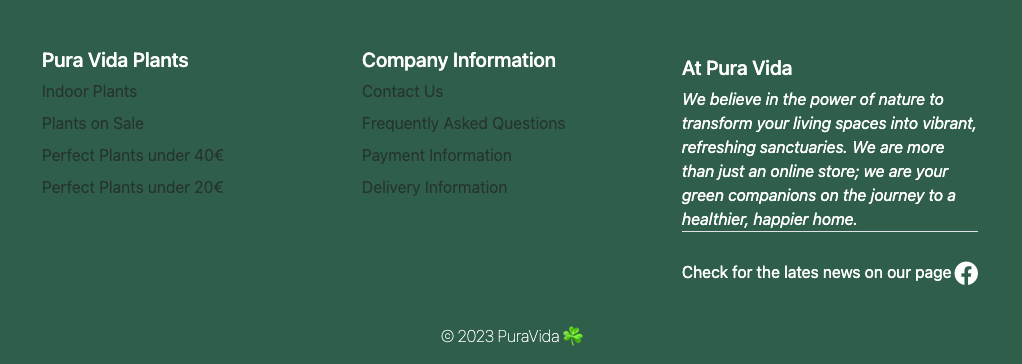 Pura Vida Plants
Indoor Plants
Plants on Sale
Perfect Plants under 40€
Perfect Plants under 20€
Company Information
Contact Us
Frequently Asked Questions
Payment Information
Delivery Information
At Pura Vida
We believe in the power of nature to
transform your living spaces into vibrant,
refreshing sanctuaries. We are more
than just an online store; we are your
green companions on the journey to a
healthier, happier home.
Check for the lates news on our page
© 2023 PuraVida ☘️